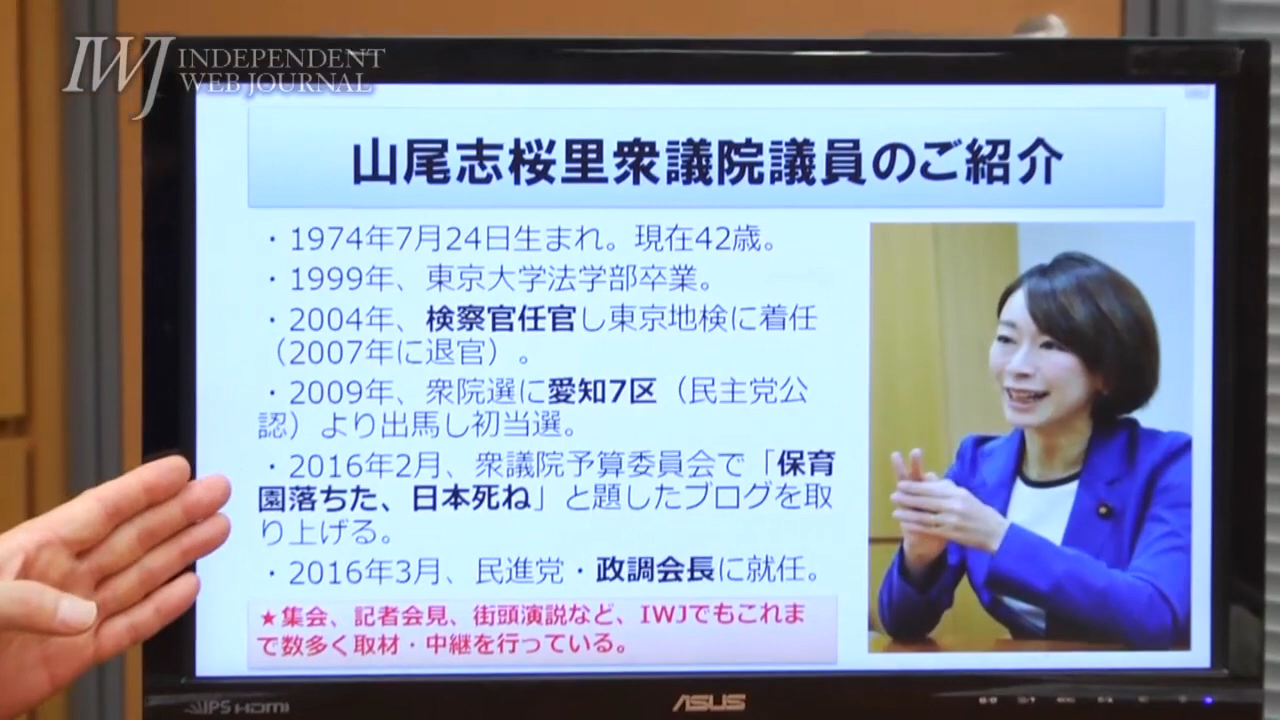 IWJ INDEPENDENT
WEB JOURNAL
山尾志桜里衆議院議員のご紹介
・1974年7月24日生まれ。現在42歳。
・1999年、東京大学法学部卒業。
・2004年、検察官任官し東京地検に着任
（2007年に退官）。
・2009年、衆院選に愛知7区（民主党公
認）より出馬し初当選。
・2016年2月、衆議院予算委員会で「保育
園落ちた、日本死ね」と題したブログを取
り上げる。
・2016年3月、民進党・政調会長に就任。
★集会、記者会見、街頭演説など、IWJでもこれま
で数多く取材・中継を行っている。
IPS HDMI
ASUS